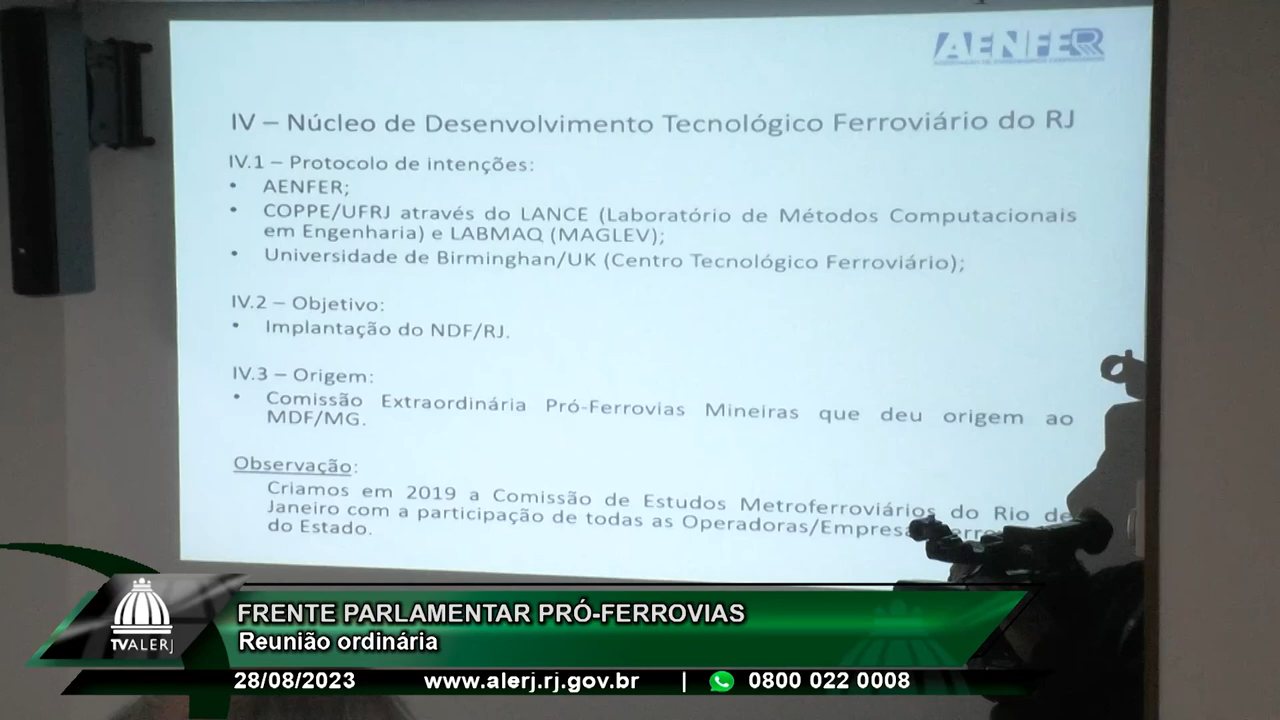 AENFER
IV – Núcleo de Desenvolvimento Tecnológico Ferroviário do RJ
IV.1 – Protocolo de intenções:
• AENFER;
• COPPE/UFRJ através do LANCE (Laboratório de Métodos Computacionais
em Engenharia) e LABMAQ (MAGLEV);
• Universidade de Birminghan/UK (Centro Tecnológico Ferroviário);
IV.2 – Objetivo:
• Implantação do NDF/RJ.
IV.3 – Origem:
• Comissão Extraordinária Pró-Ferrovias Mineiras que deu origem ao
MDF/MG.
Observação:
Criamos em 2019 a Comissão de Estudos Metroferroviários do Rio de
Janeiro com a participação de todas as
do Estado.
FRENTE PARLAMENTAR PRÓ-FERROVIAS
Reunião ordinária
TVALERJ
28/08/2023 www.alerj.rj.gov.br | 0800 022 0008